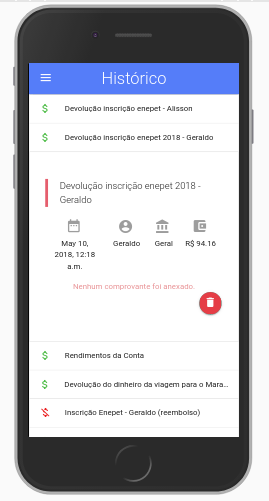 Histórico
Devolução inscrição enepet - Alisson
Devolução inscrição enepet 2018 - Geraldo
Devolução inscrição enepet 2018 -
Geraldo
May 10,
2018, 12:18
a.m.
Geraldo
Geral
R$ 94.16
Nenhum comprovante foi anexado.
Rendimentos da Conta
Devolução do dinheiro da viagem para o Mara...
Inscrição Enepet - Geraldo (reembolso)